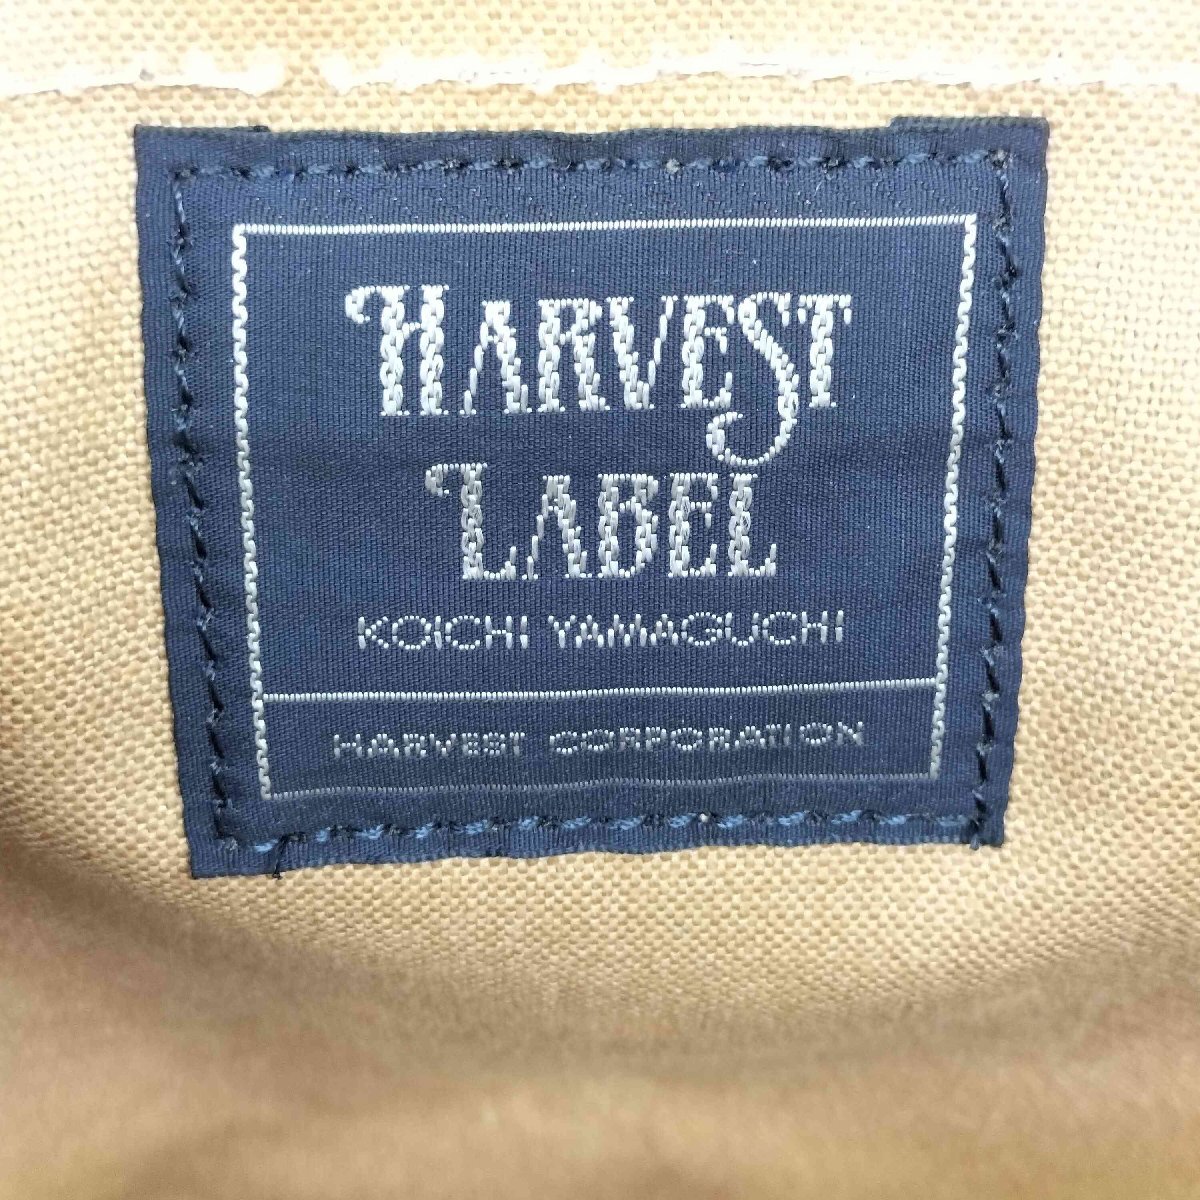 HARVEST
LABEL
KOICHI YAMAGUCHI
HARVEST CORPORATION